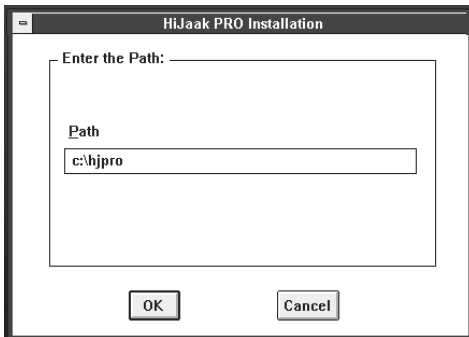 HiJaak PRO Installation
Enter the Path:
Path
c:\hjpro
OK Cancel